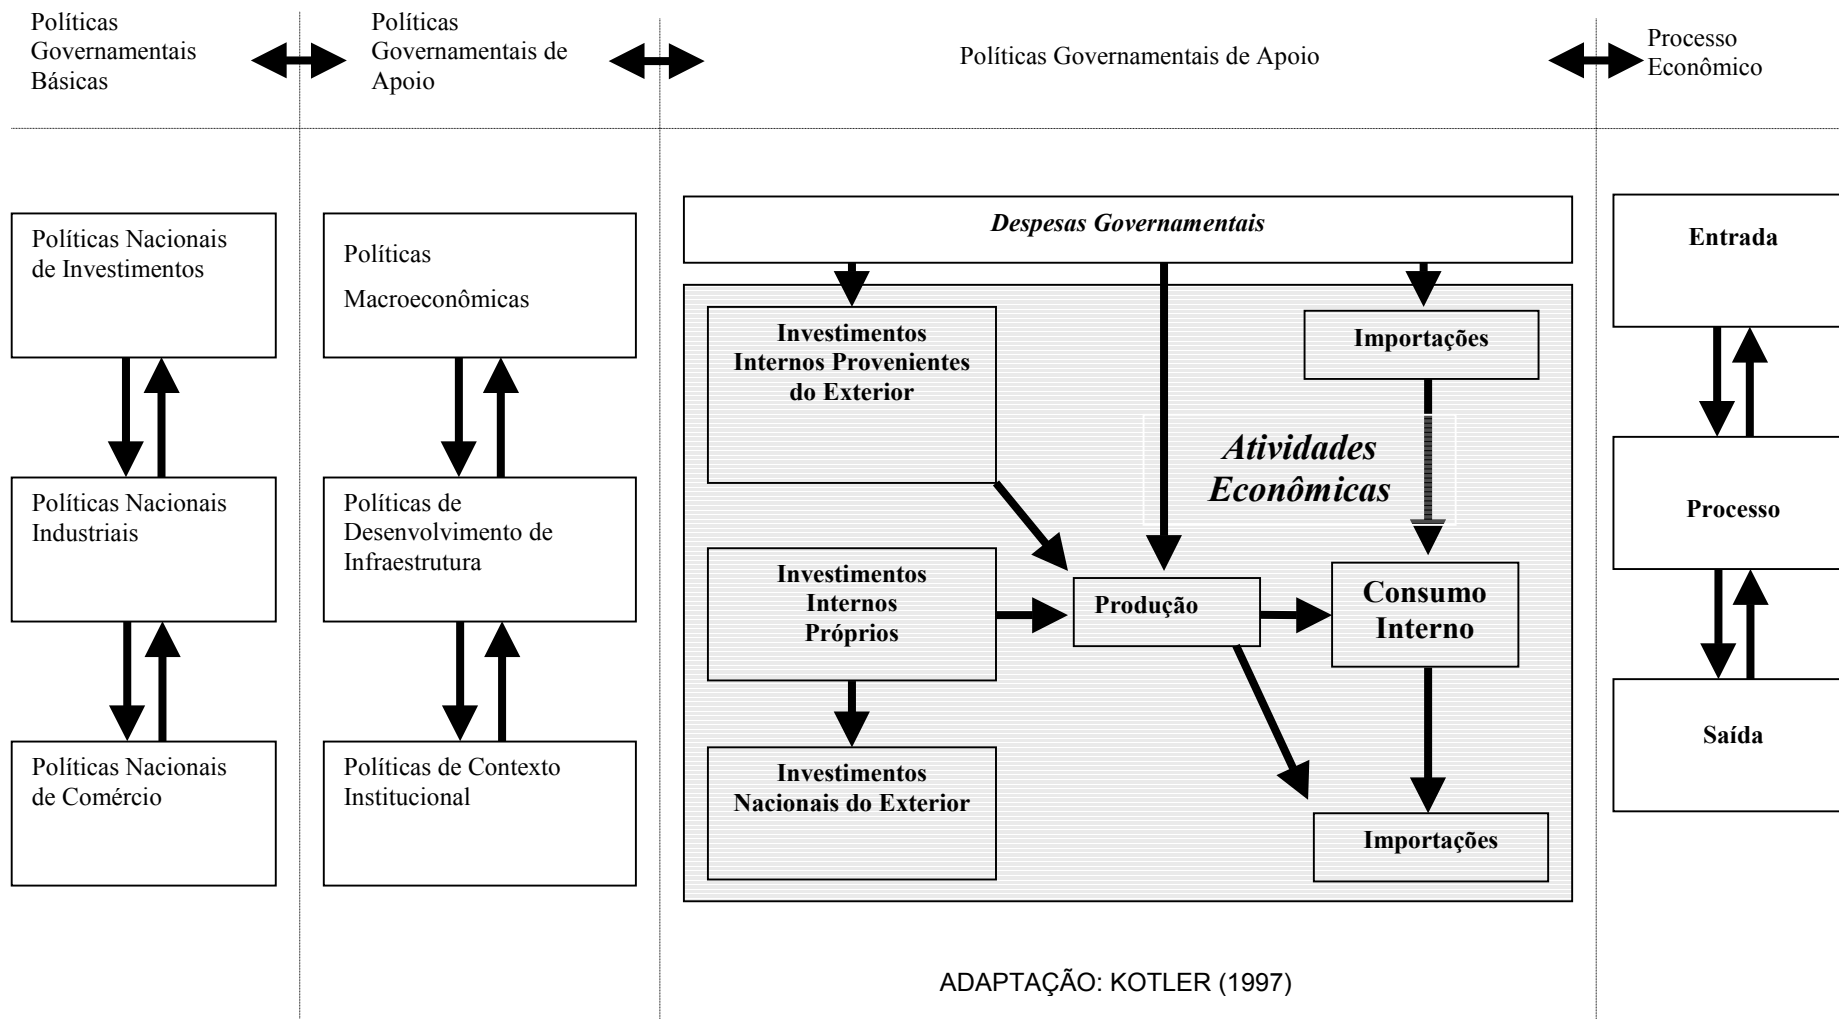 Políticas
Governamentais
Básicas
Políticas
Governamentais de
Apoio
Políticas Governamentais de Apoio
Processo
Econômico
Políticas Nacionais
de Investimentos
Políticas Nacionais
Industriais
Políticas Nacionais
de Comércio
Políticas
Macroeconômicas
Políticas de
Desenvolvimento de
Infraestrutura
Políticas de Contexto
Institucional
Despesas Governamentais
Investimentos
Internos Provenientes
do Exterior
Importações
Atividades
Econômicas
Investimentos
Internos
Próprios
Produção
Consumo
Interno
Investimentos
Nacionais do Exterior
Importações
Entrada
Processo
Saída
ADAPTAÇÃO: KOTLER (1997)